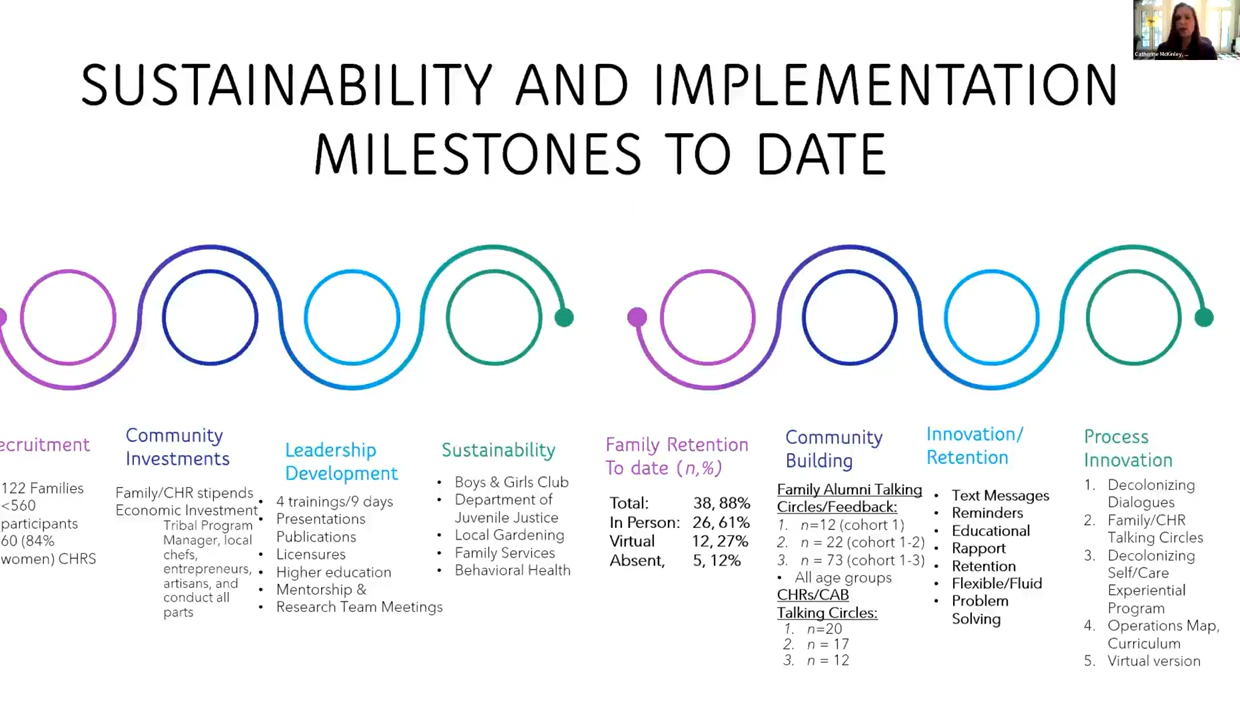 Catherine McKinley, ...
SUSTAINABILITY AND IMPLEMENTATION
MILESTONES TO DATE
ecruitment
122 Families
<560
participants
60 (84%
women) CHRS
Community
Investments
Family/CHR stipends
Economic Investment
Tribal Program
Manager, local
chefs,
entrepreneurs,
artisans, and
conduct all
parts
Leadership
Development
• 4 trainings/9 days
• Presentations
Publications
• Licensures
• Higher education
• Mentorship &
• Research Team Meetings
Sustainability
• Boys & Girls Club
• Department of
Juvenile Justice
• Local Gardening
• Family Services
• Behavioral Health
Family Retention
To date (n,%)
Total: 38, 88%
In Person: 26, 61%
Virtual 12, 27%
Absent, 5, 12%
Community
Building
Family Alumni Talking
Circles/Feedback:
1. n=12 (cohort 1)
2. n = 22 (cohort 1-2)
3. n = 73 (cohort 1-3)
• All age groups
CHRs/CAB
Talking Circles:
1. n=20
2. n = 17
3. n = 12
Innovation/
Retention
• Text Messages
• Reminders
• Educational
• Rapport
• Retention
• Flexible/Fluid
• Problem
Solving
Process
Innovation
1. Decolonizing
Dialogues
2. Family/CHR
Talking Circles
3. Decolonizing
Self/Care
Experiential
Program
4. Operations Map,
Curriculum
5. Virtual version